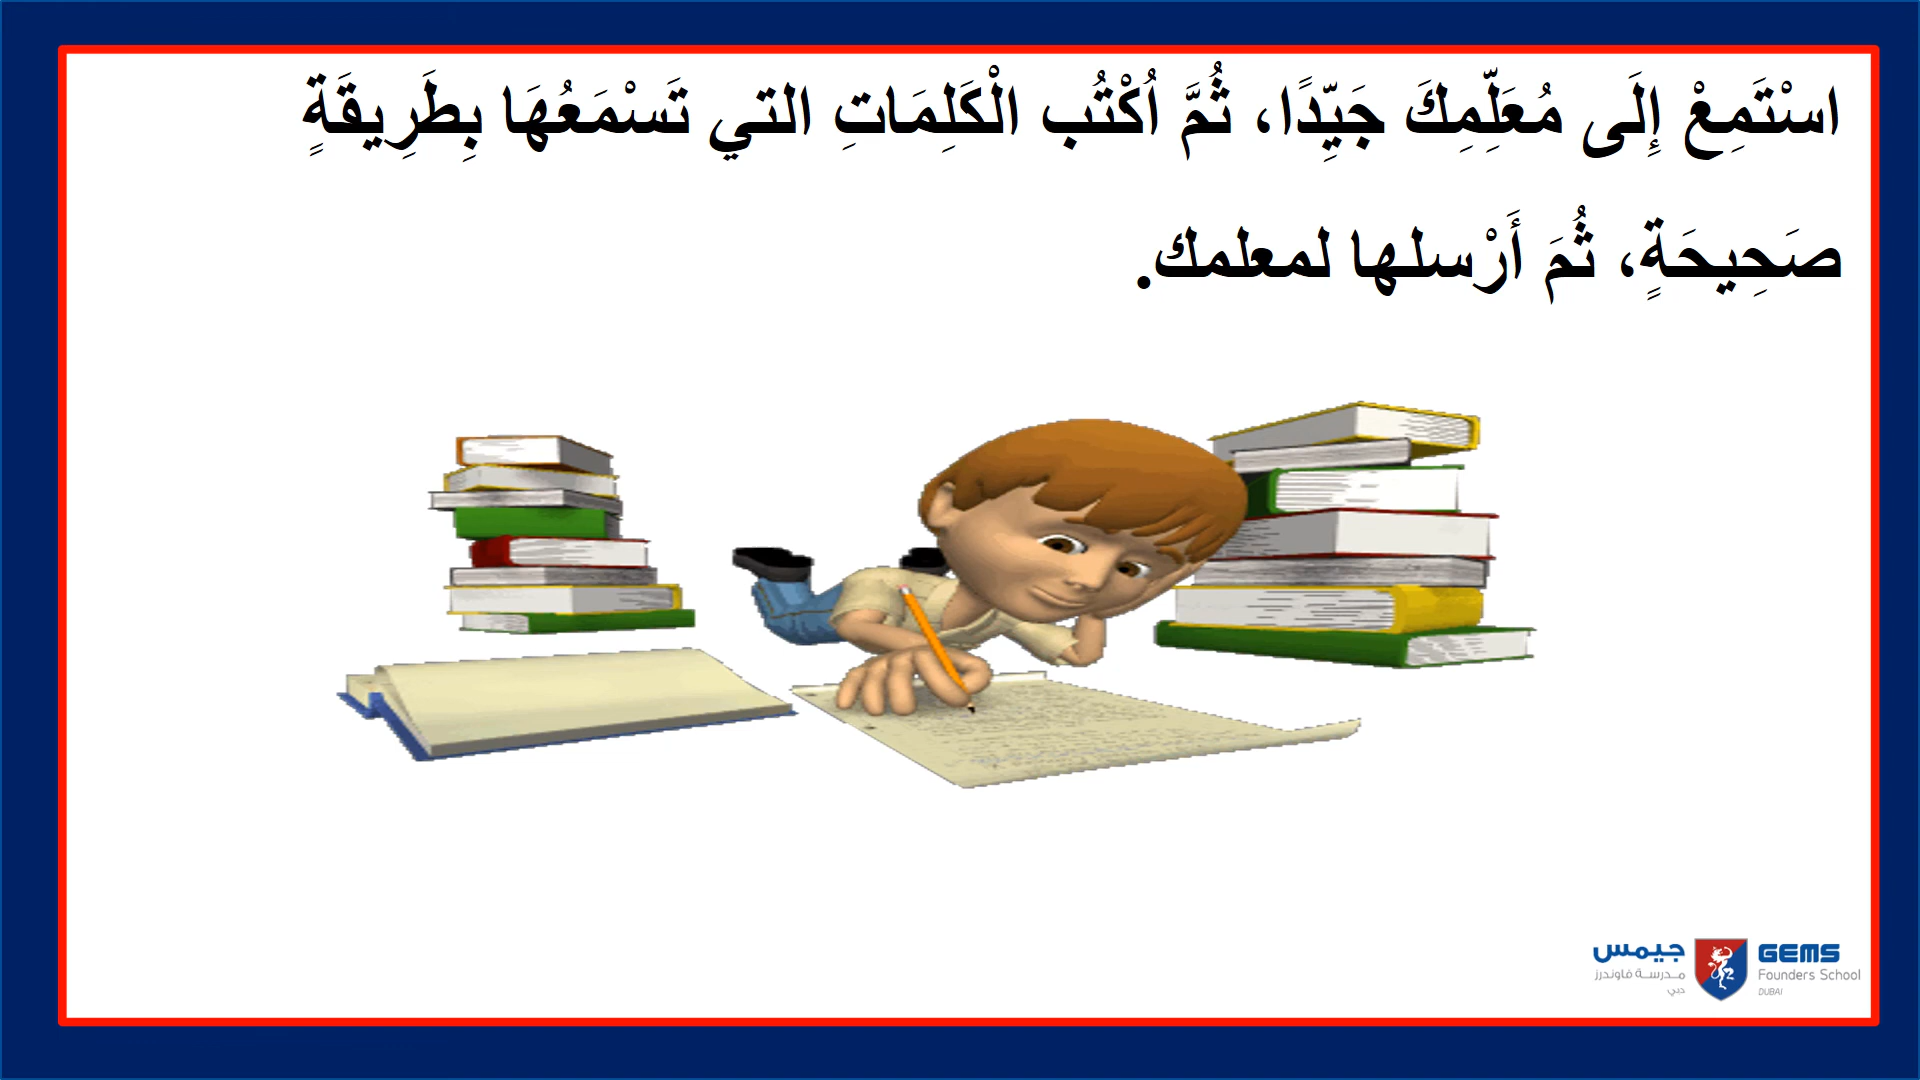 اسْتَمِعْ إِلَى مُعَلِّمِكَ جَيِّدًا، ثُمَّ اُكْتُب الْكَلِمَاتِ التي تَسْمَعُهَا بِطَرِيقَةٍ
صَحِيحَةٍ، ثُمَ أَرْسلها لمعلمك.
جيمس
مدرسة فاوندرز
دبي
GEMS
Founders School
DUBAI